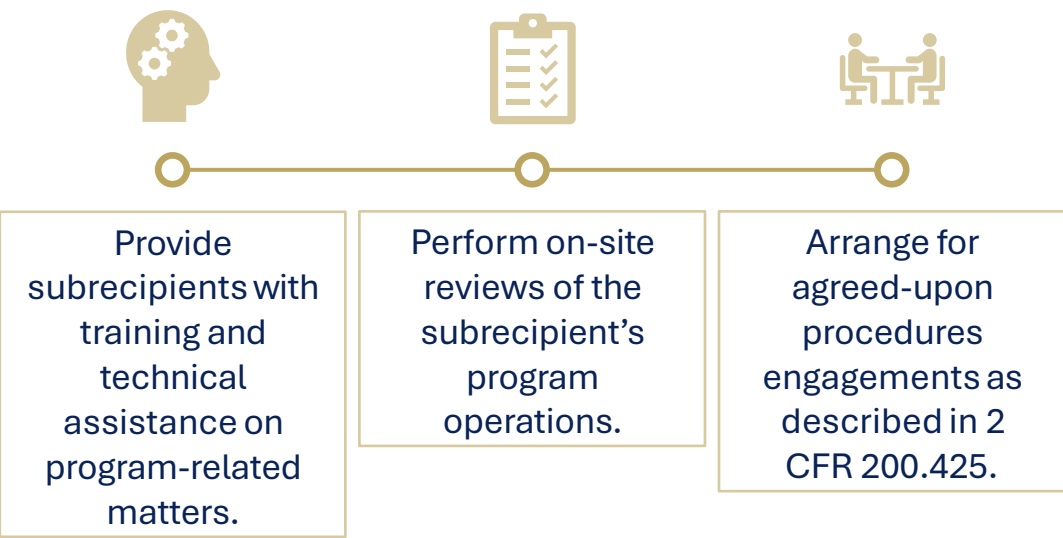 Provide
subrecipients with
training and
technical
assistance on
program-related
matters.
Perform on-site
reviews of the
subrecipient’s
program
operations.
Arrange for
agreed-upon
procedures
engagements as
described in 2
CFR 200.425.